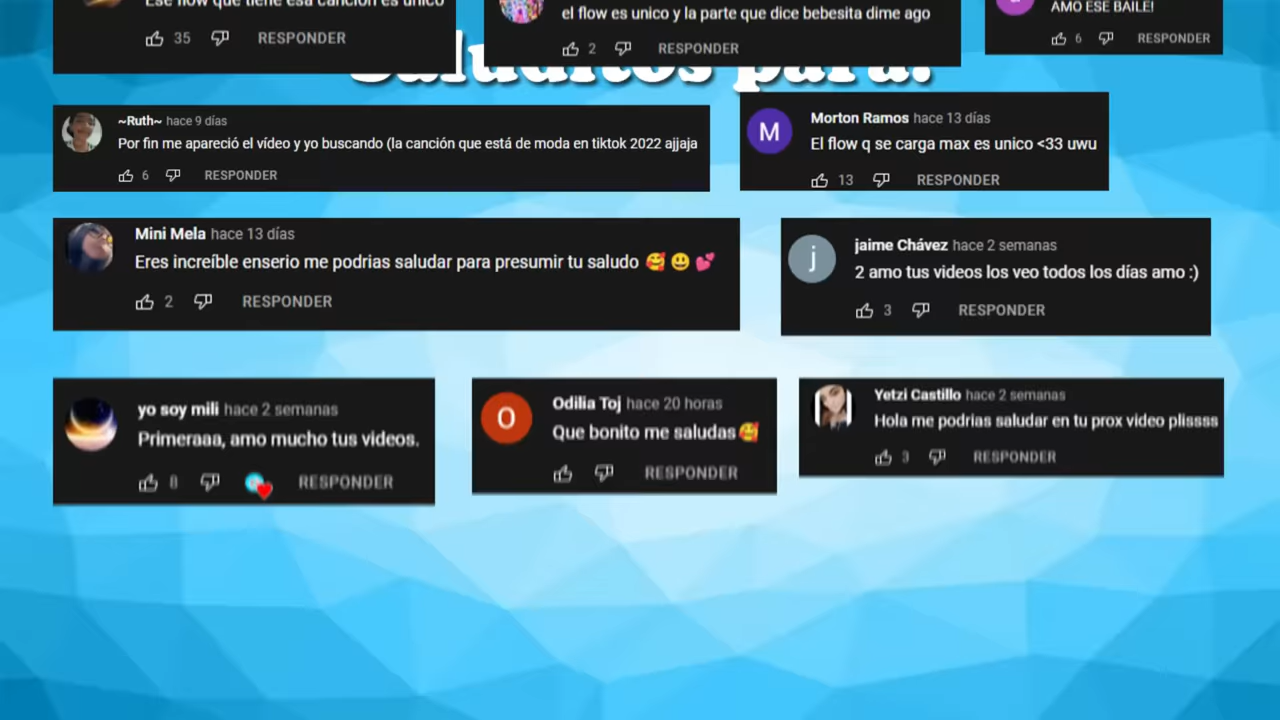 Ese flow que tiene esa canción es unico
35 RESPONDER
el flow es unico y la parte que dice bebesita dime ago
2 RESPONDER
AMO ESE BAILE!
6 RESPONDER
Saluditos para:
~Ruth~ hace 9 días
Por fin me apareció el vídeo y yo buscando (la canción que está de moda en tiktok 2022 ajjaja
6 RESPONDER
M
Morton Ramos hace 13 días
El flow q se carga max es unico <33 uwu
13 RESPONDER
Mini Mela hace 13 días
Eres increíble enserio me podrias saludar para presumir tu saludo 🥰 😃 💕
2 RESPONDER
j
jaime Chávez hace 2 semanas
2 amo tus videos los veo todos los días amo :)
3 RESPONDER
yo soy mili hace 2 semanas
Primeraaa, amo mucho tus videos.
8 RESPONDER
O
Odilia Toj hace 20 horas
Que bonito me saludas 🥰
RESPONDER
Yetzi Castillo hace 2 semanas
Hola me podrias saludar en tu prox video plissss
3 RESPONDER